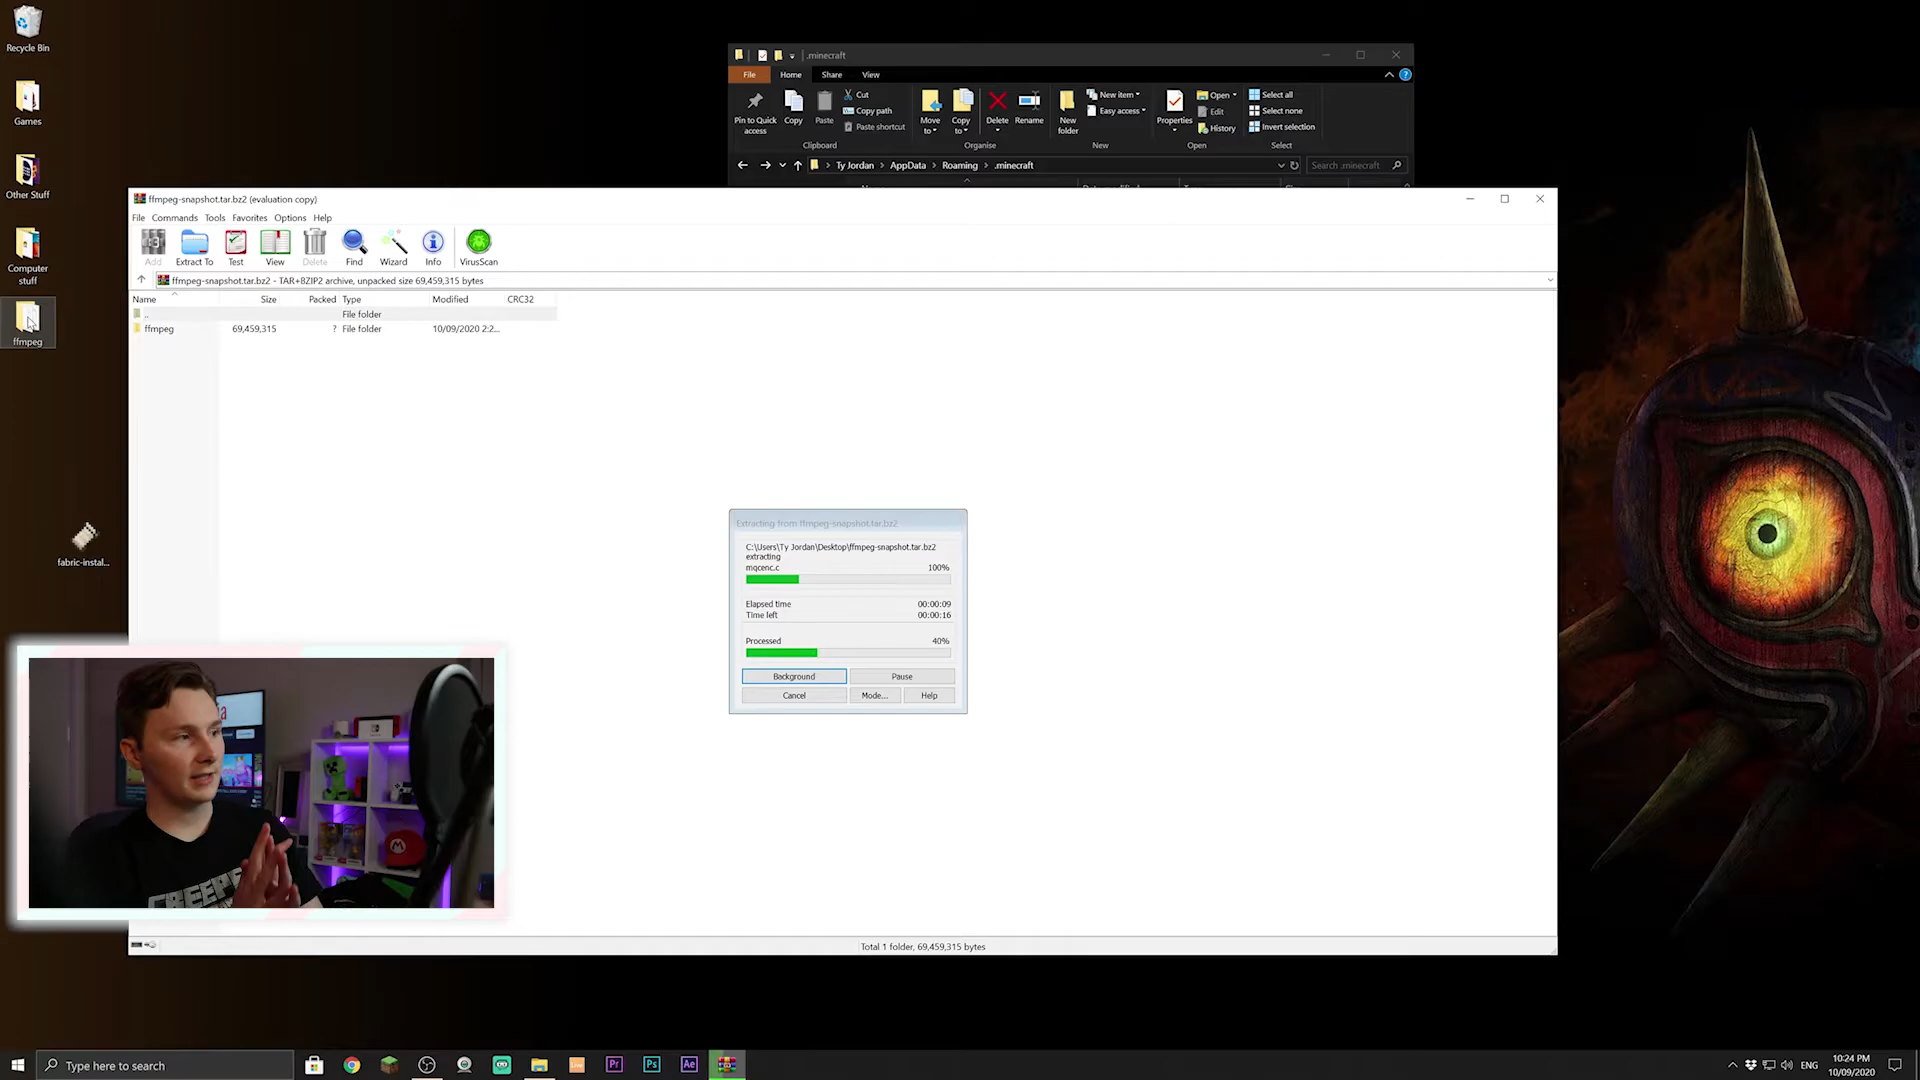 Recycle Bin
Games
Other Stuff
Computer
stuff
ffmpeg
fabric-instal...
.minecraft
File Home Share View
Pin to Quick
access
Copy
Paste
Cut
Copy path
Paste shortcut
Clipboard
Move
to
Copy
to
Delete
Rename
Organise
New
folder
New item
Easy access
New
Properties
Open
Edit
History
Open
Select all
Select none
Invert selection
Select
Ty Jordan > AppData > Roaming > .minecraft
Search .minecraft
ffmpeg-snapshot.tar.bz2 (evaluation copy)
File Commands Tools Favorites Options Help
Add Extract To Test View Delete Find Wizard Info VirusScan
ffmpeg-snapshot.tar.bz2 - TAR+BZIP2 archive, unpacked size 69,459,315 bytes
Name Size Packed Type Modified CRC32
.. File folder
ffmpeg 69,459,315 ? File folder 10/09/2020 2:2...
Extracting from ffmpeg-snapshot.tar.bz2
C:\Users\Ty Jordan\Desktop\ffmpeg-snapshot.tar.bz2
extracting
mqcenc.c 100%
Elapsed time 00:00:09
Time left 00:00:16
Processed 40%
Background Pause
Cancel Mode... Help
CREEPE
Total 1 folder, 69,459,315 bytes
Type here to search
Pr Ps Ae
ENG
10:24 PM
10/09/2020